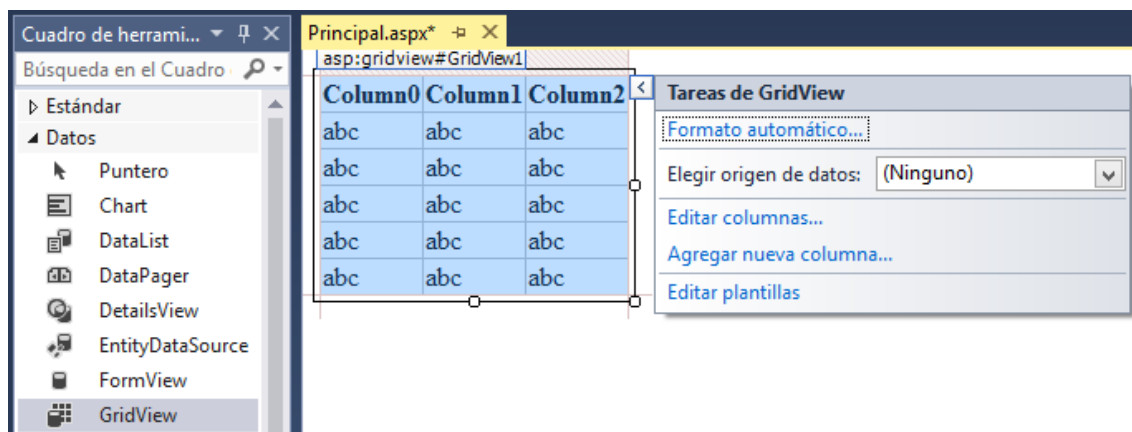 Cuadro de herrami...
Búsqueda en el Cuadro
Estándar
Datos
Puntero
Chart
DataList
DataPager
DetailsView
EntityDataSource
FormView
GridView
Principal.aspx*
asp:gridview#GridView1
Column0 Column1 Column2
abc abc abc
abc abc abc
abc abc abc
abc abc abc
abc abc abc
Tareas de GridView
Formato automático...
Elegir origen de datos: (Ninguno)
Editar columnas...
Agregar nueva columna...
Editar plantillas